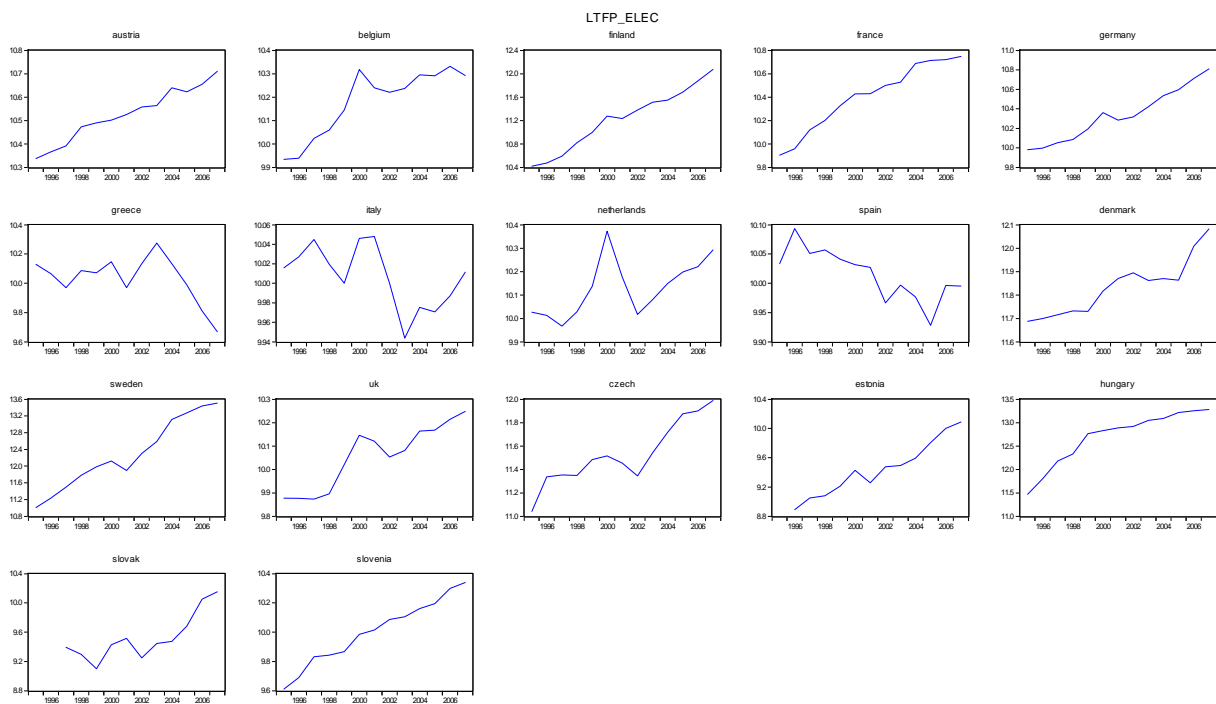 LTFP_ELEC
austria
10.8
10.7
10.6
10.5
10.4
10.3
1996 1998 2000 2002 2004 2006
belgium
10.4
10.3
10.2
10.1
10.0
9.9
1996 1998 2000 2002 2004 2006
finland
12.4
12.0
11.6
11.2
10.8
10.4
1996 1998 2000 2002 2004 2006
france
10.8
10.6
10.4
10.2
10.0
9.8
1996 1998 2000 2002 2004 2006
germany
11.0
10.8
10.6
10.4
10.2
10.0
9.8
1996 1998 2000 2002 2004 2006
greece
10.4
10.2
10.0
9.8
9.6
1996 1998 2000 2002 2004 2006
italy
10.06
10.04
10.02
10.00
9.98
9.96
9.94
1996 1998 2000 2002 2004 2006
netherlands
10.4
10.3
10.2
10.1
10.0
9.9
1996 1998 2000 2002 2004 2006
spain
10.10
10.05
10.00
9.95
9.90
1996 1998 2000 2002 2004 2006
denmark
12.1
12.0
11.9
11.8
11.7
11.6
1996 1998 2000 2002 2004 2006
sweden
13.6
13.2
12.8
12.4
12.0
11.6
11.2
10.8
1996 1998 2000 2002 2004 2006
uk
10.3
10.2
10.1
10.0
9.9
9.8
1996 1998 2000 2002 2004 2006
czech
12.0
11.8
11.6
11.4
11.2
11.0
1996 1998 2000 2002 2004 2006
estonia
10.4
10.0
9.6
9.2
8.8
1996 1998 2000 2002 2004 2006
hungary
13.5
13.0
12.5
12.0
11.5
11.0
1996 1998 2000 2002 2004 2006
slovak
10.4
10.0
9.6
9.2
8.8
1996 1998 2000 2002 2004 2006
slovenia
10.4
10.2
10.0
9.8
9.6
1996 1998 2000 2002 2004 2006